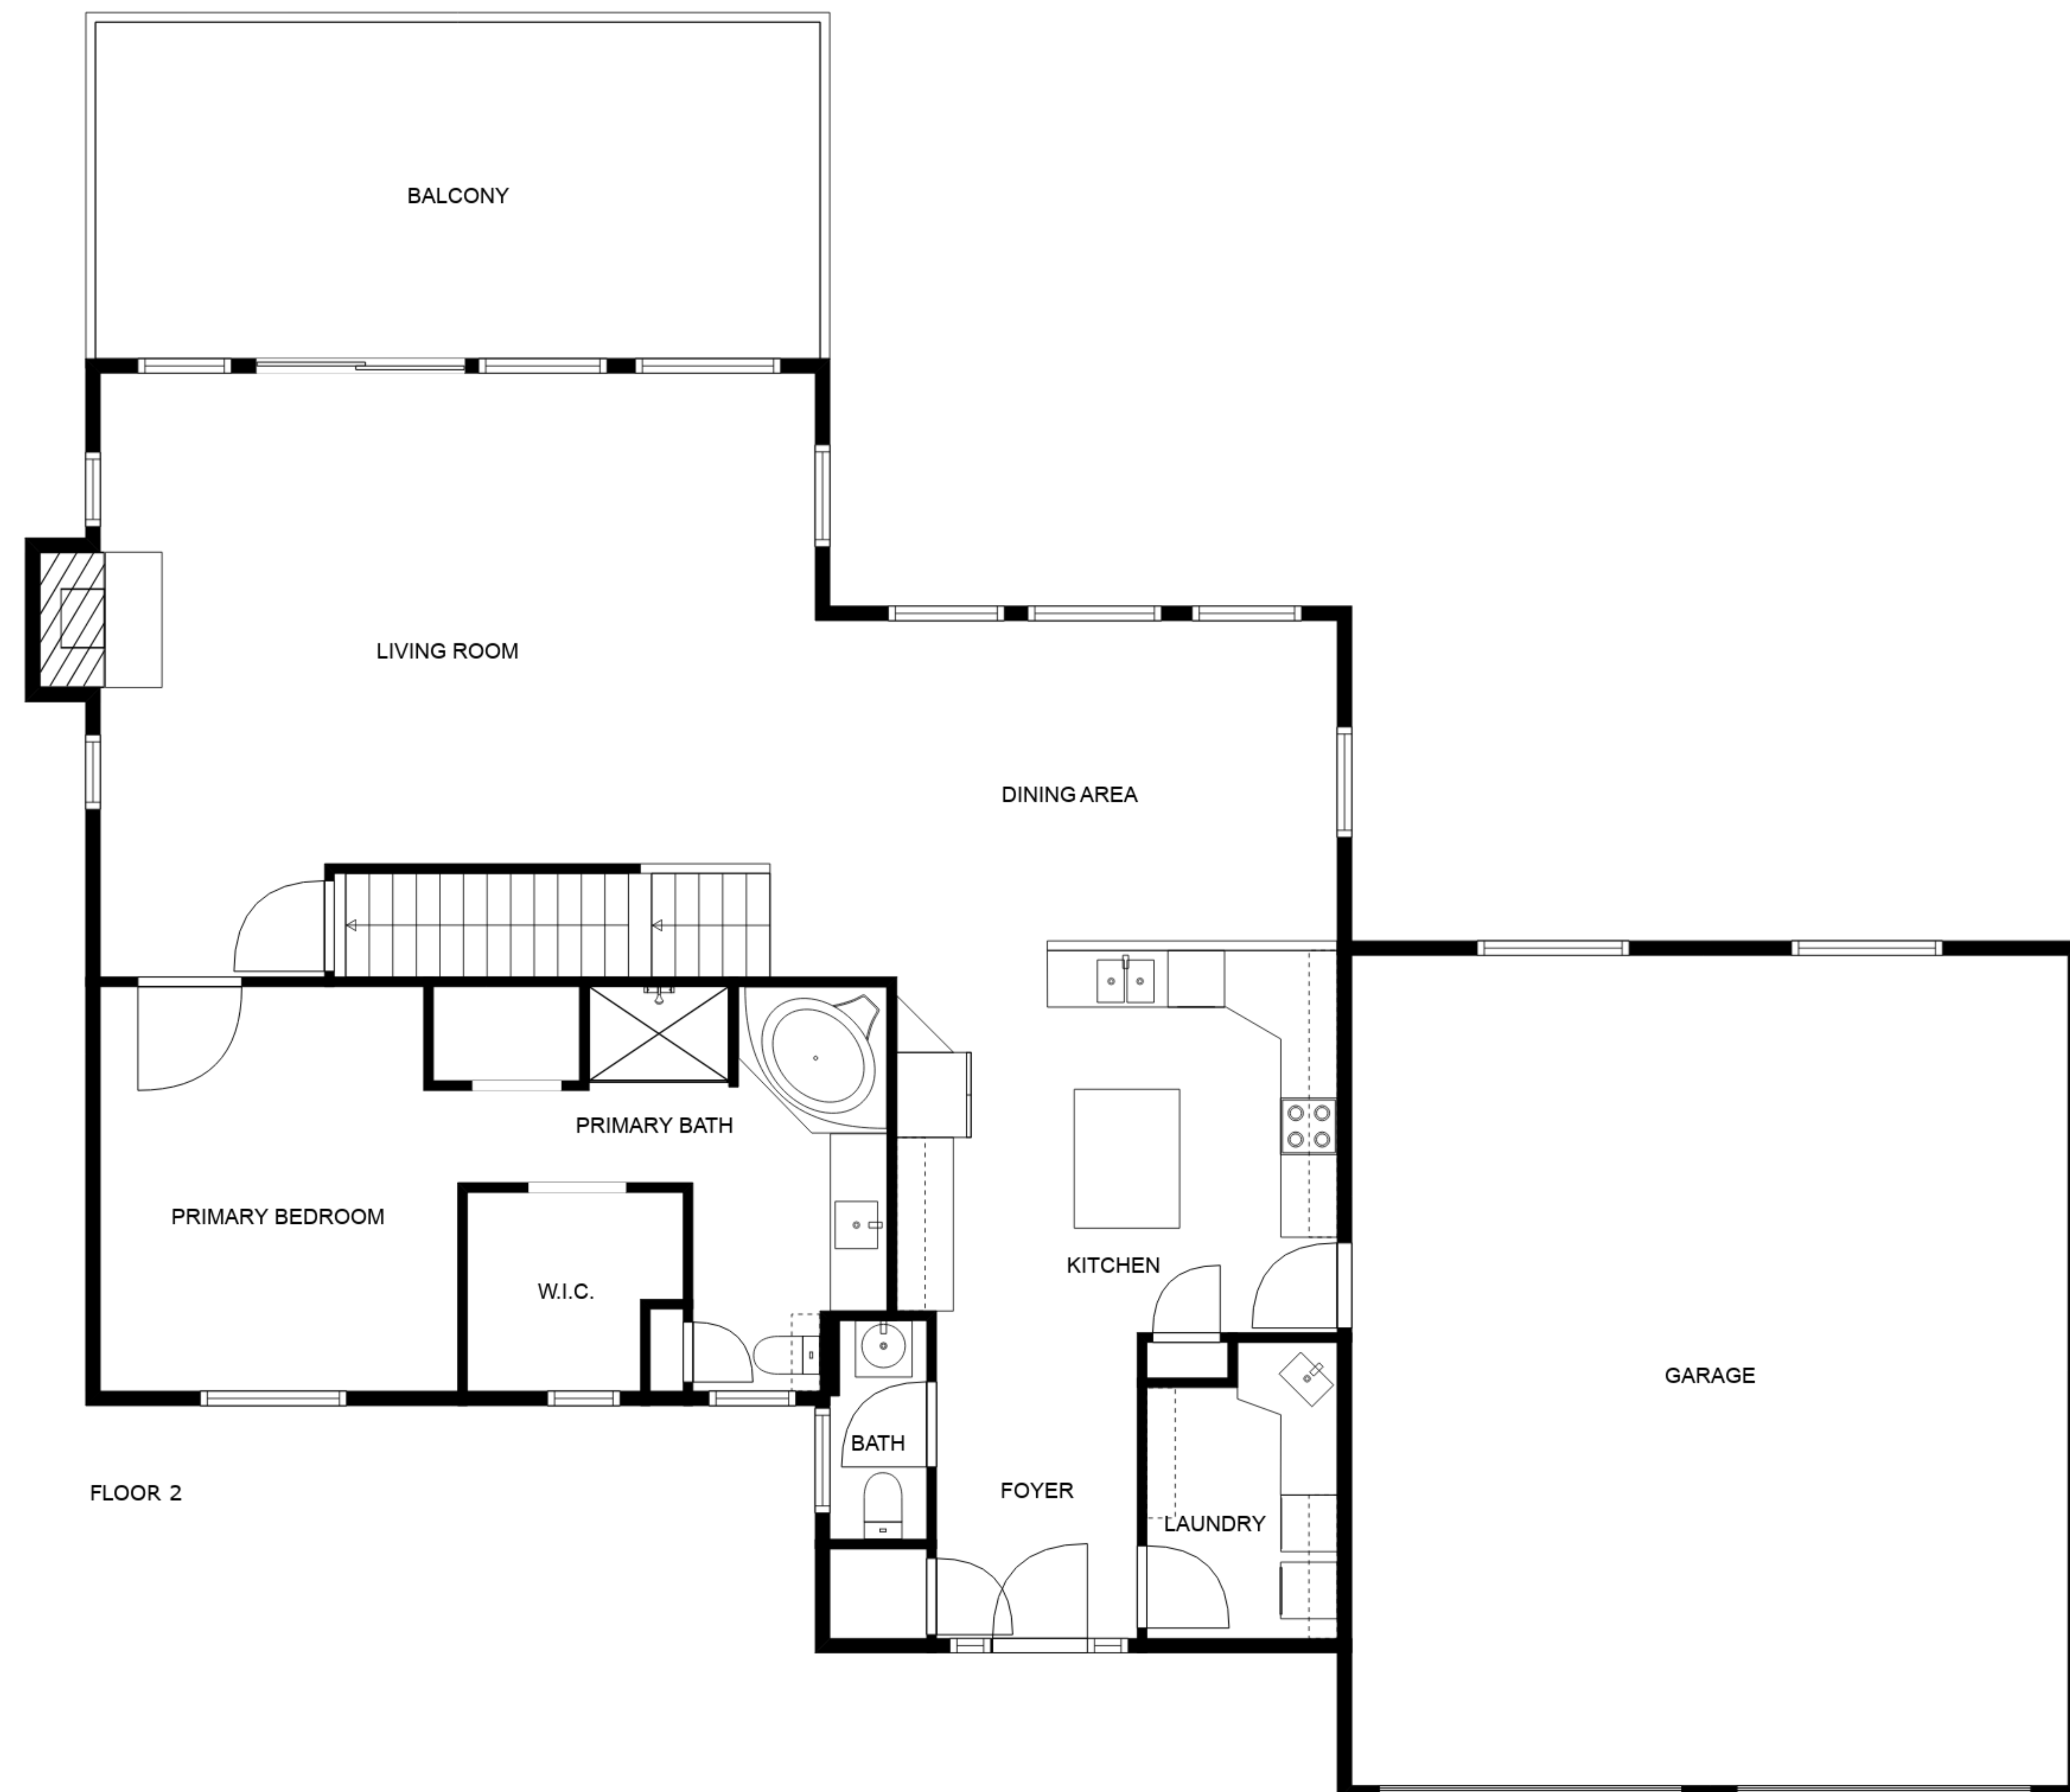 BALCONY
LIVING ROOM
DINING AREA
PRIMARY BATH
PRIMARY BEDROOM
KITCHEN
W.I.C.
GARAGE
BATH
FOYER
FLOOR 2
LAUNDRY